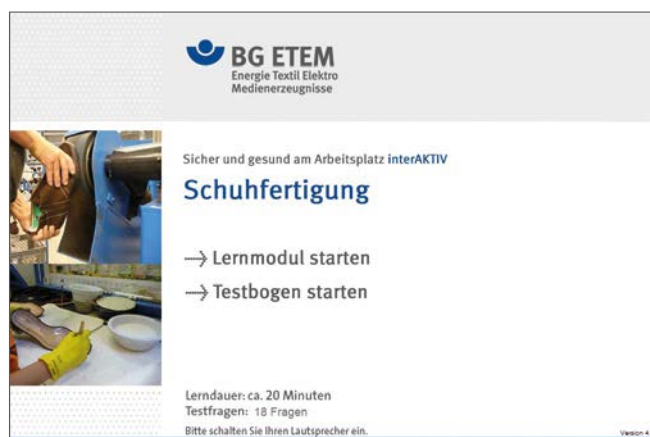 BG ETEM
Energie Textil Elektro
Medienerzeugnisse
Sicher und gesund am Arbeitsplatz interAKTIV
Schuhfertigung
Lernmodul starten
Testbogen starten
Lerndauer: ca. 20 Minuten
Testfragen: 18 Fragen
Bitte schalten Sie Ihren Lautsprecher ein.
Version 4